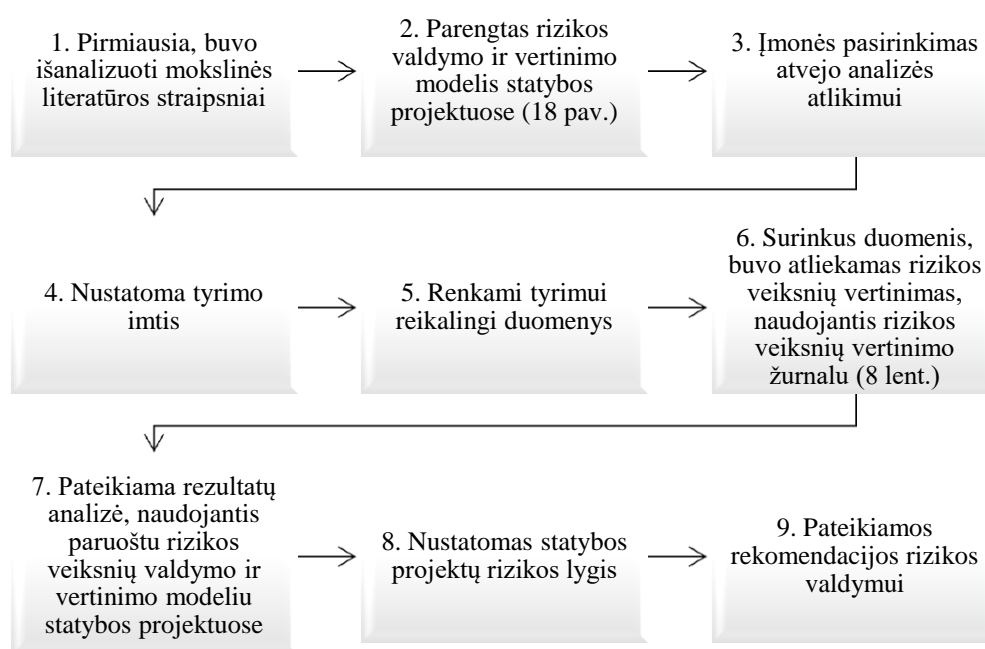 1. Pirmiausia, buvo
išanalizuoti mokslinės
literatūros straipsniai
2. Parengtas rizikos
valdymo ir vertinimo
modelis statybos
projektuose (18 pav.)
3. Įmonės pasirinkimas
atvejo analizės
atlikimui
4. Nustatoma tyrimo
imtis
5. Renkami tyrimui
reikalingi duomenys
6. Surinkus duomenis,
buvo atliekamas rizikos
veiksnių vertinimas,
naudojantis rizikos
veiksnių vertinimo
žurnalu (8 lent.)
7. Pateikiama rezultatų
analizė, naudojantis
paruoštu rizikos
veiksnių valdymo ir
vertinimo modeliu
statybos projektuose
8. Nustatomas statybos
projektų rizikos lygis
9. Pateikiamos
rekomendacijos rizikos
valdymui